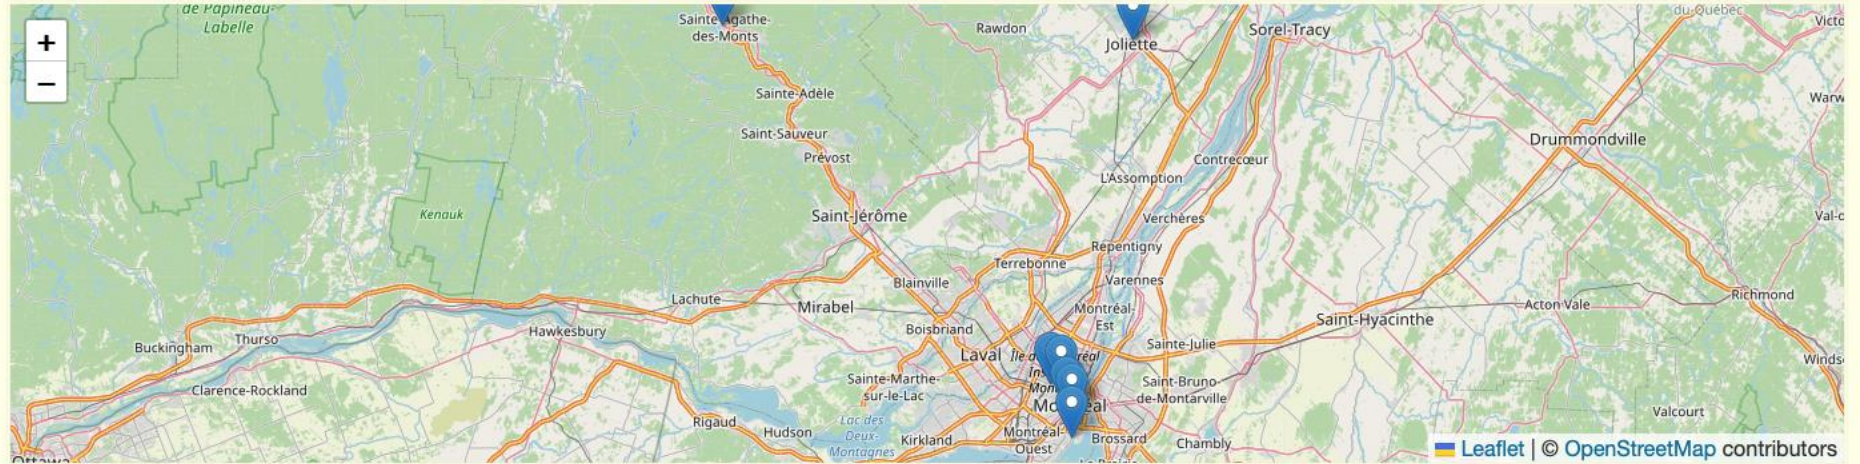 de Papineau-
Labelle
+
−
Sainte-Agathe-
des-Monts
Rawdon
Joliette
Sorel-Tracy
du Québec
Victo
Sainte-Adèle
Warw
Saint-Sauveur
Prévost
Drummondville
Contrecœur
L'Assomption
Kenauk
Saint-Jérôme
Verchères
Val-d
Repentigny
Terrebonne
Blainville
Varennes
Lachute
Mirabel
Montréal-
Est
Richmond
Acton Vale
Saint-Hyacinthe
Hawkesbury
Boisbriand
Thurso
Buckingham
Sainte-Julie
Laval
Winds
Sainte-Marthe-
sur-le-Lac
Saint-Bruno-
de-Montarville
Clarence-Rockland
Montréal
Valcourt
Rigaud
Lac des
Deux-
Montagnes
Hudson
Kirkland
Montréal-
Ouest
Brossard
Chambly
Ottawa
Leaflet | © OpenStreetMap contributors